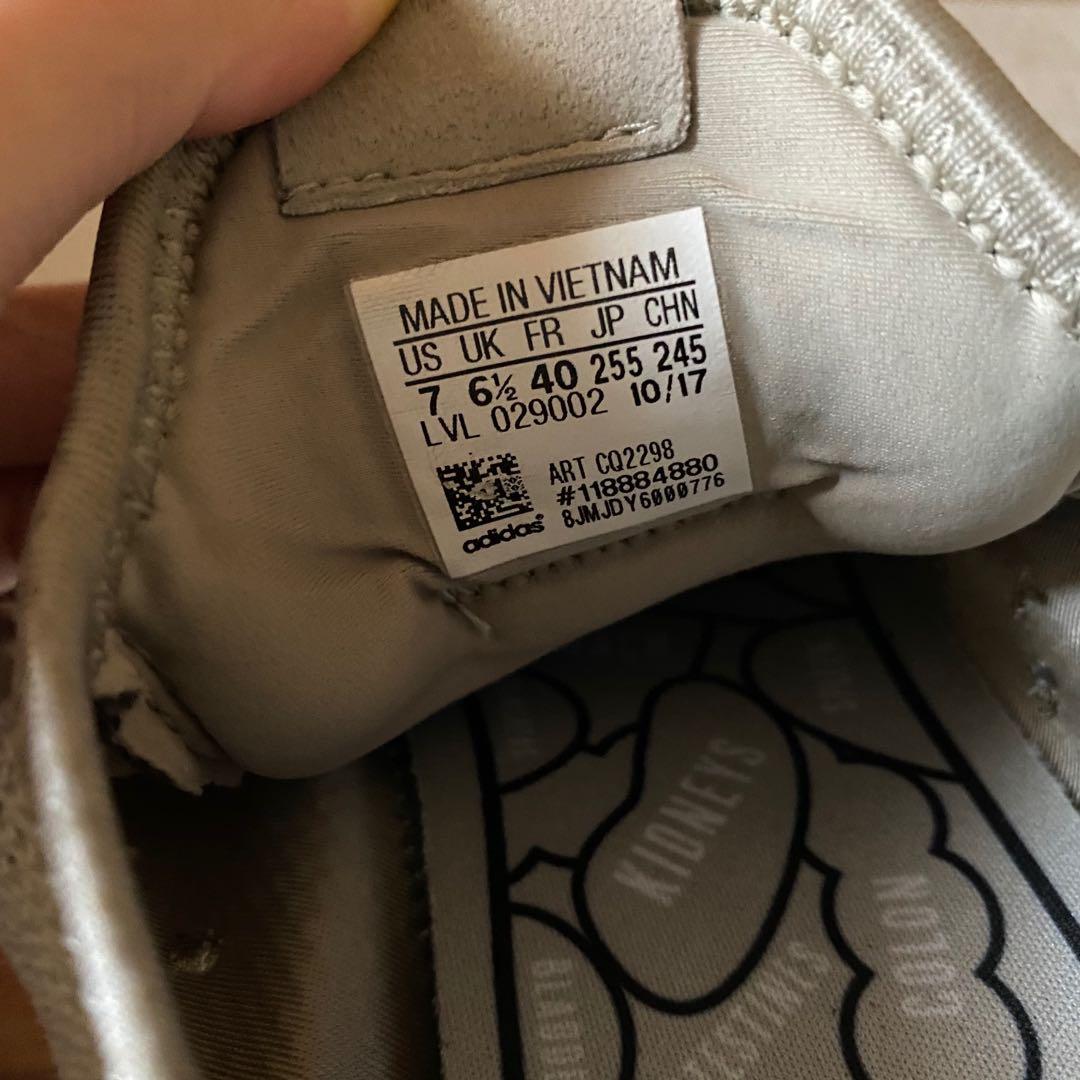 MADE IN VIETNAM
US UK FR JP CHN
7 6½ 40 255 245
LVL 029002 10/17
ART CQ2298
#118884880
8JMJDY6000776
adidas
KIDNEYS
COLON